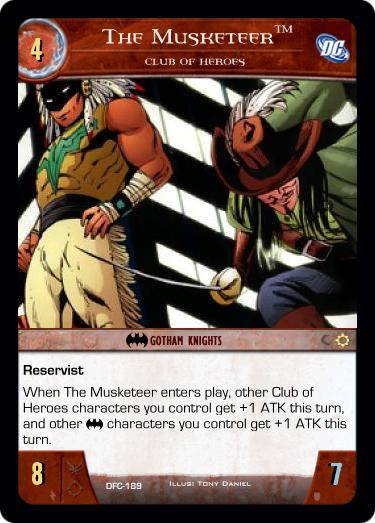 4
The Musketeer™
Club of Heroes
DC
Gotham Knights
Reservist
When The Musketeer enters play, other Club of
Heroes characters you control get +1 ATK this turn,
and other characters you control get +1 ATK this
turn.
8
DFC-189
Illus: Tony Daniel
7